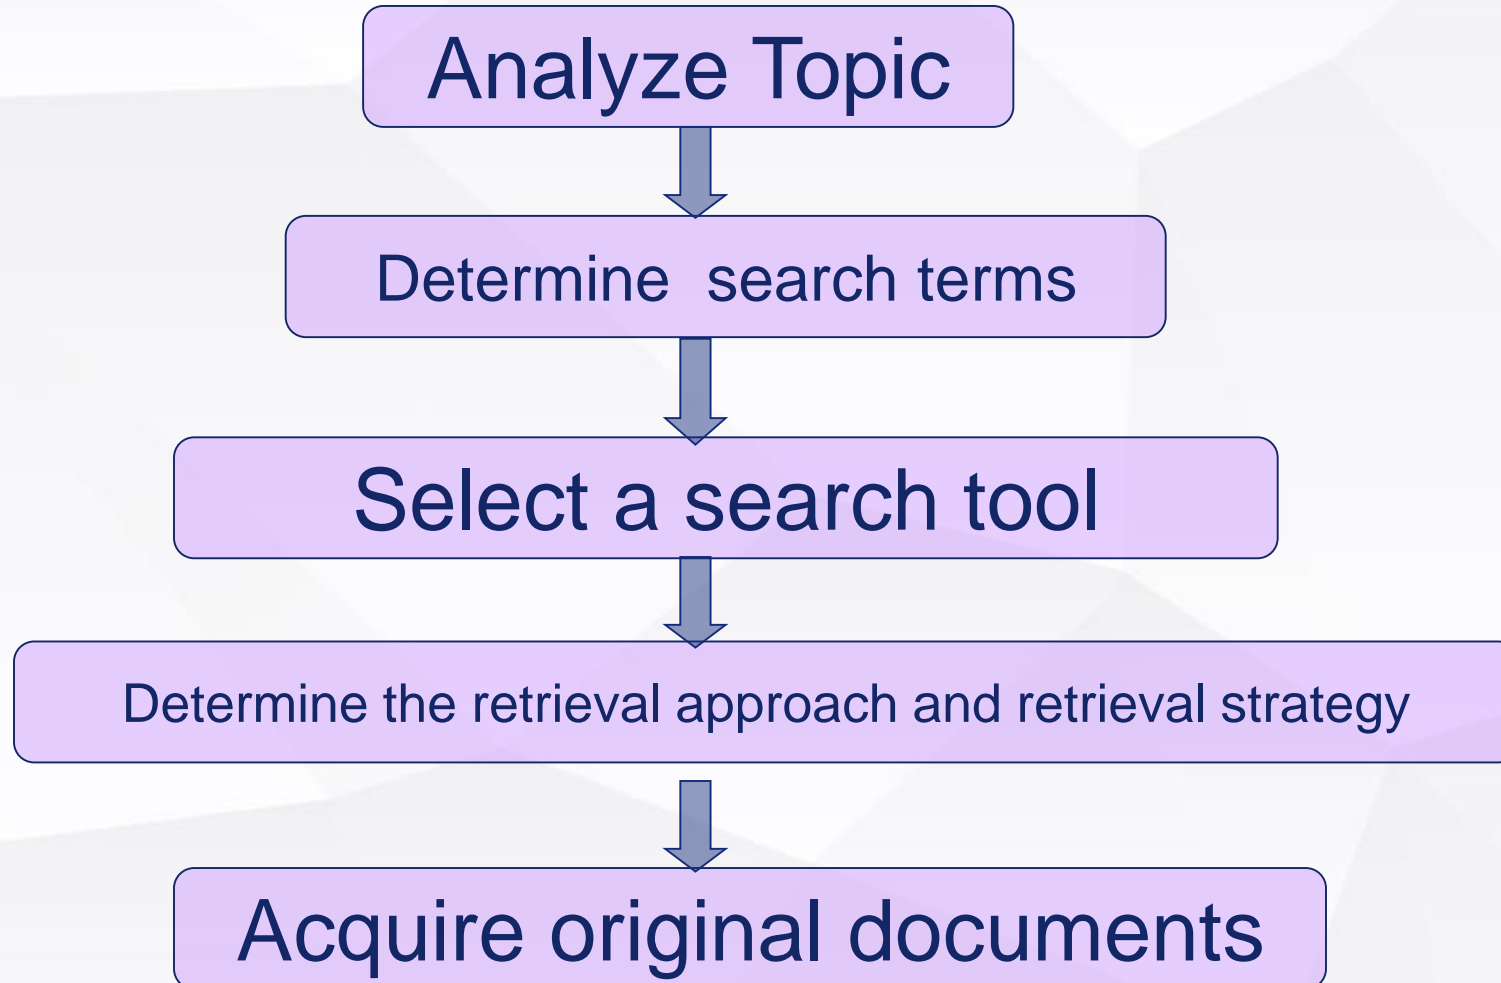 Analyze Topic
Determine  search terms
Select a search tool
Determine the retrieval approach and retrieval strategy
Acquire original documents